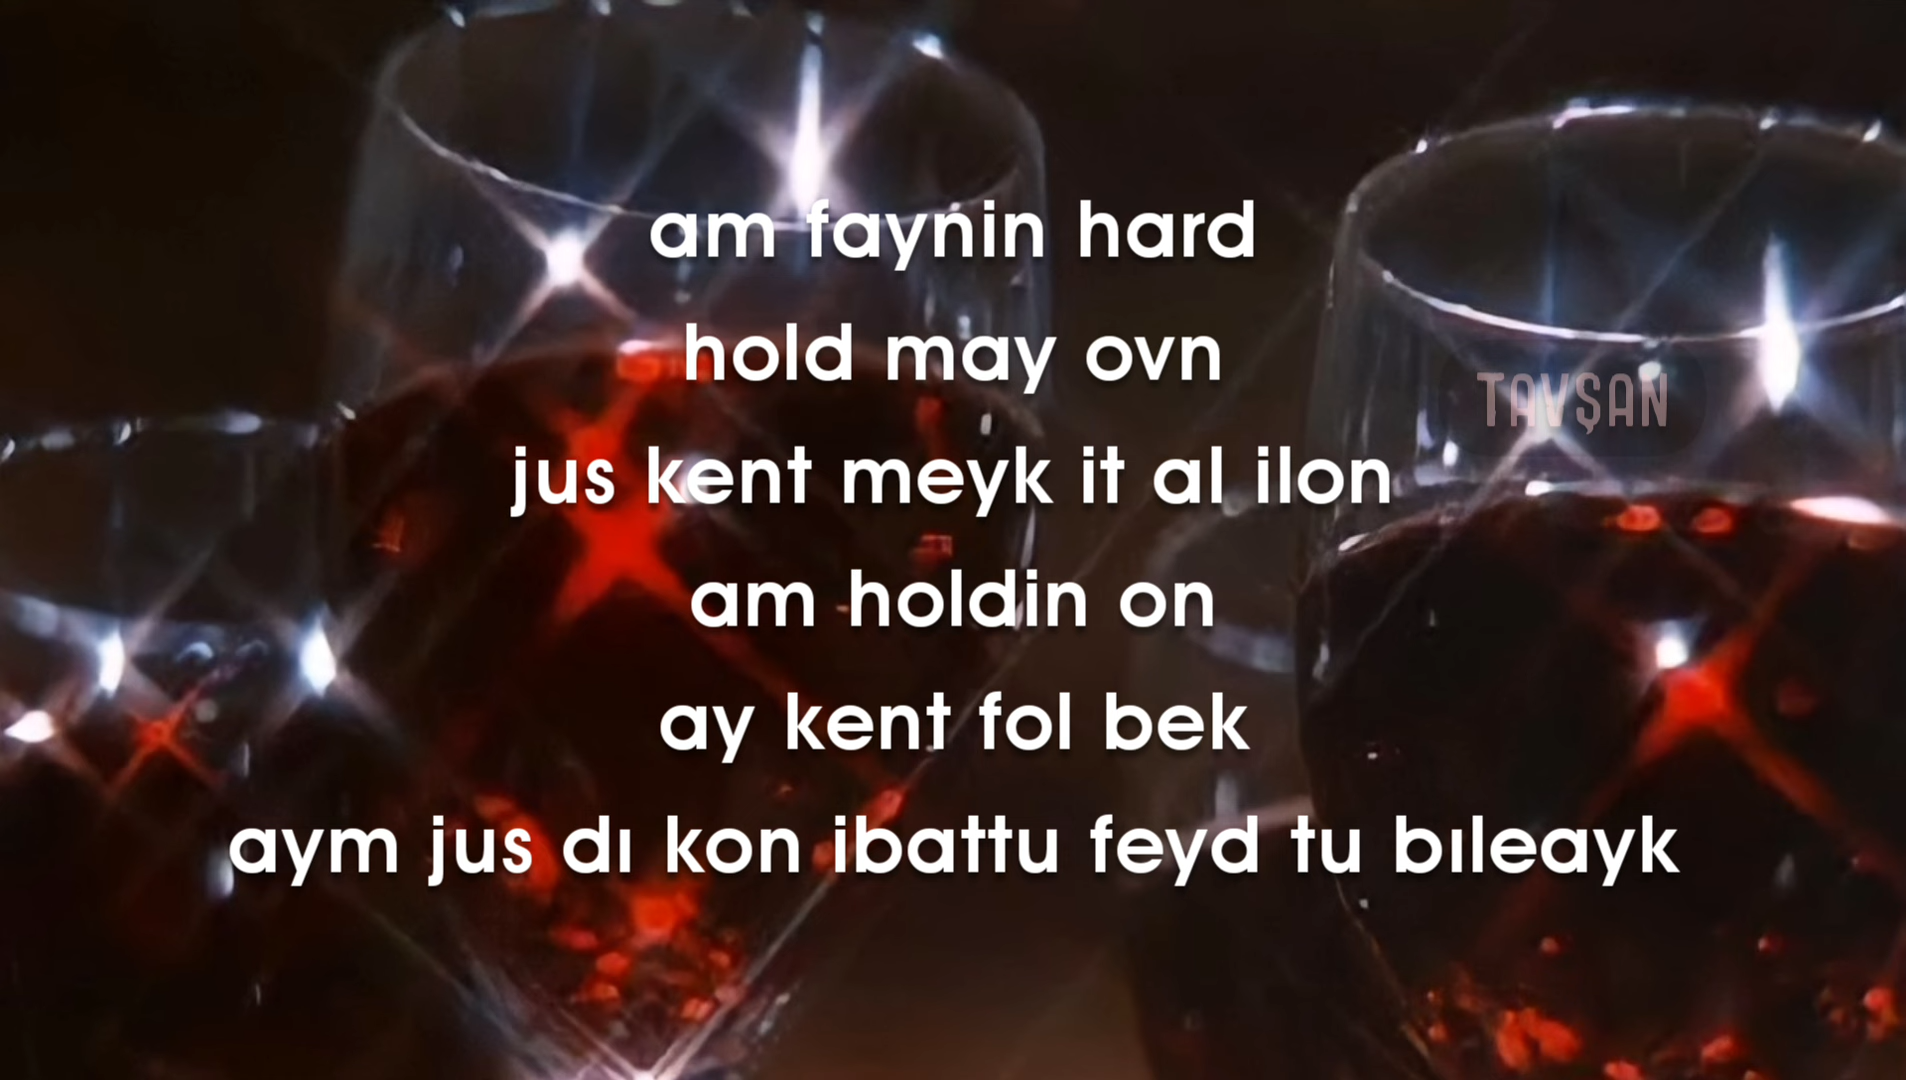 am faynin hard
hold may ovn
TAVŞAN
jus kent meyk it al ilon
am holdin on
ay kent fol bek
aym jus dı kon ibattu feyd tu bıleayk